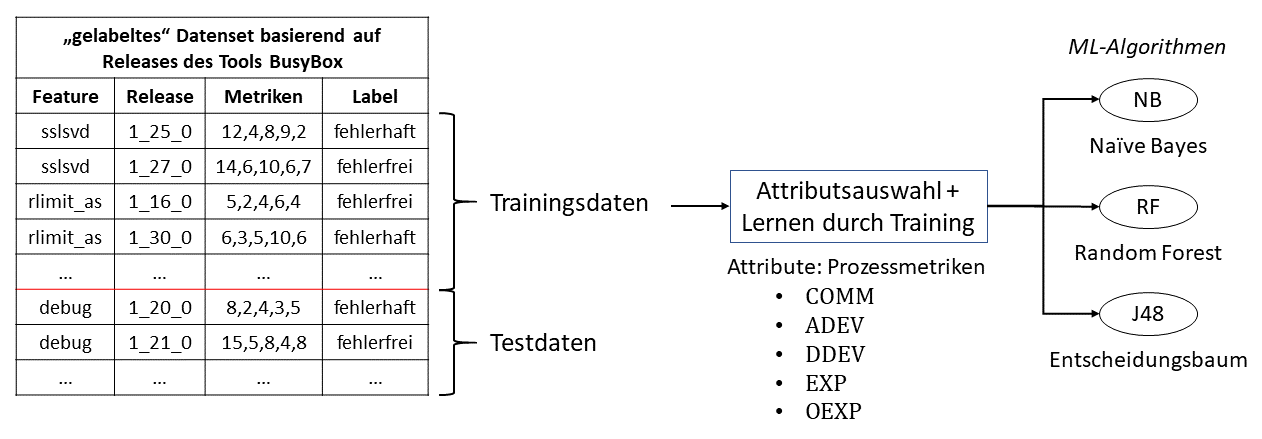 „gelabeltes“ Datenset basierend auf
Releases des Tools BusyBox
Feature Release Metriken Label
sslsvd 1_25_0 12,4,8,9,2 fehlerhaft
sslsvd 1_27_0 14,6,10,6,7 fehlerfrei
rlimit_as 1_16_0 5,2,4,6,4 fehlerfrei
rlimit_as 1_30_0 6,3,5,10,6 fehlerhaft
... ... ... ...
debug 1_20_0 8,2,4,3,5 fehlerhaft
debug 1_21_0 15,5,8,4,8 fehlerfrei
... ... ... ...
Trainingsdaten
Testdaten
Attributsauswahl +
Lernen durch Training
Attribute: Prozessmetriken
• COMM
• ADEV
• DDEV
• EXP
• OEXP
ML-Algorithmen
NB
Naïve Bayes
RF
Random Forest
J48
Entscheidungsbaum